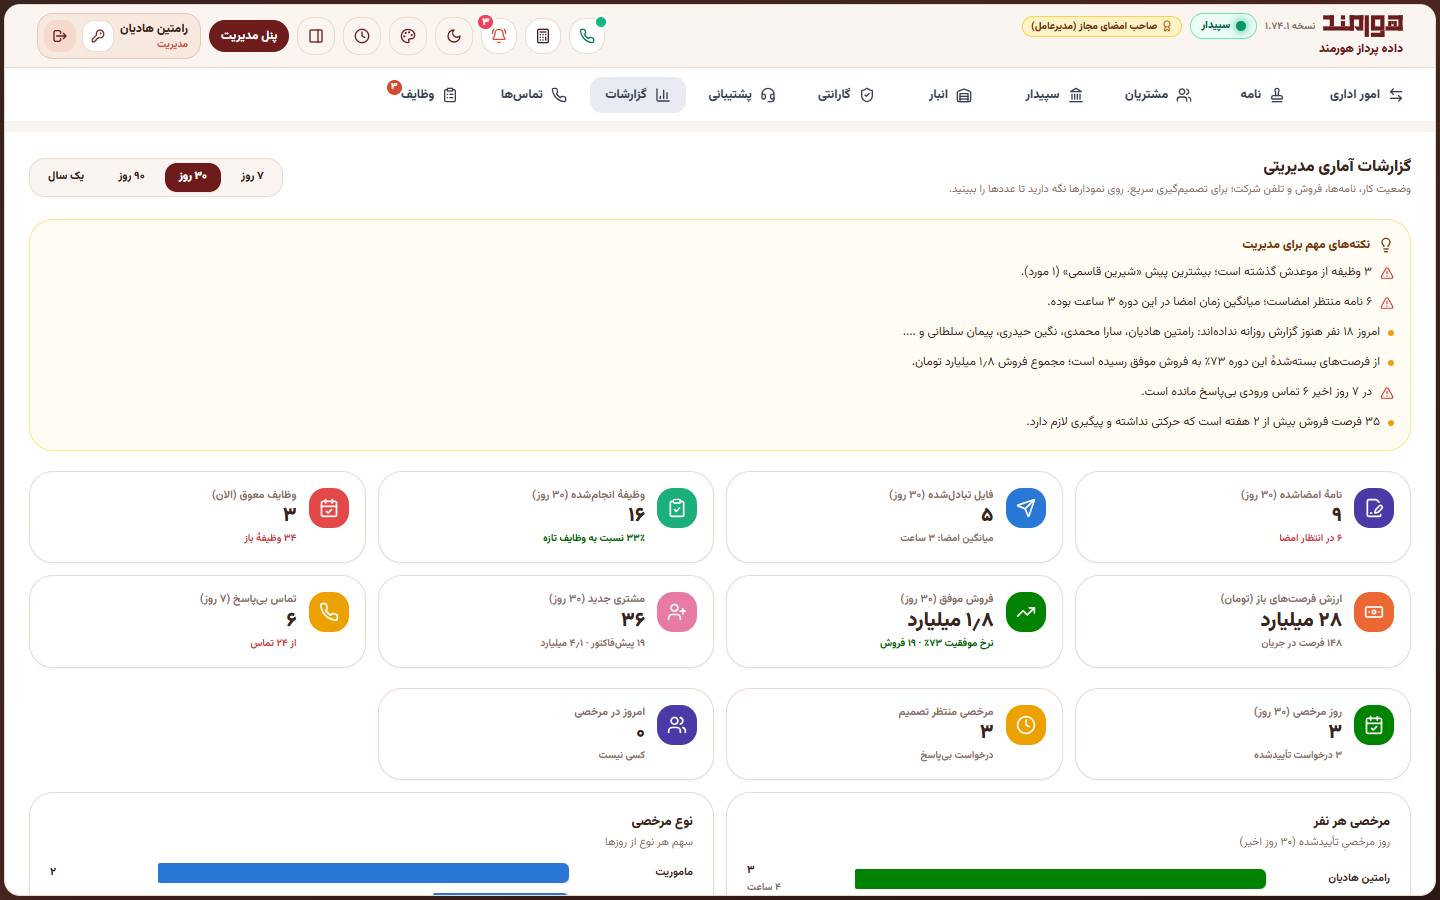 هورمند
داده پرداز هورمند
نسخه ۱.۷۴.۱
سپیدار
صاحب امضای مجاز (مدیرعامل)
۳
پنل مدیریت
رامتین هادیان
مدیریت
امور اداری
نامه
مشتریان
سپیدار
انبار
گارانتی
پشتیبانی
گزارشات
تماس‌ها
وظایف
۳
گزارشات آماری مدیریتی
وضعیت کار، نامه‌ها، فروش و تلفن شرکت؛ برای تصمیم‌گیری سریع. روی نمودارها نگه دارید تا عددها را ببینید.
۷ روز
۳۰ روز
۹۰ روز
یک سال
نکته‌های مهم برای مدیریت
۳ وظیفه از موعدش گذشته است؛ بیشترین پیش «شیرین قاسمی» (۱ مورد).
۶ نامه منتظر امضاست؛ میانگین زمان امضا در این دوره ۳ ساعت بوده.
امروز ۱۸ نفر هنوز گزارش روزانه نداده‌اند: رامتین هادیان، سارا محمدی، نگین حیدری، پیمان سلطانی و ....
از فرصت‌های بسته‌شدهٔ این دوره ۷۳٪ به فروش موفق رسیده است؛ مجموع فروش ۱٫۸ میلیارد تومان.
در ۷ روز اخیر ۶ تماس ورودی بی‌پاسخ مانده است.
۳۵ فرصت فروش بیش از ۲ هفته است که حرکتی نداشته و پیگیری لازم دارد.
نامهٔ امضاشده (۳۰ روز)
۹
۶ در انتظار امضا
فایل تبادل‌شده (۳۰ روز)
۵
میانگین امضا: ۳ ساعت
وظیفهٔ انجام‌شده (۳۰ روز)
۱۶
۳۳٪ نسبت به وظایف تازه
وظایف معوق (الان)
۳
۳۴ وظیفهٔ باز
ارزش فرصت‌های باز (تومان)
۲۸ میلیارد
۱۴۸ فرصت در جریان
فروش موفق (۳۰ روز)
۱٫۸ میلیارد
نرخ موفقیت ۷۳٪ · ۱۹ فروش
مشتری جدید (۳۰ روز)
۳۶
۱۹ پیش‌فاکتور · ۴٫۱ میلیارد
تماس بی‌پاسخ (۷ روز)
۶
از ۲۴ تماس
روز مرخصی (۳۰ روز)
۳
۳ درخواست تأییدشده
مرخصی منتظر تصمیم
۳
درخواست بی‌پاسخ
امروز در مرخصی
۰
کسی نیست
مرخصی هر نفر
روز مرخصیِ تأییدشده (۳۰ روز اخیر)
رامتین هادیان
۳
۴ ساعت
نوع مرخصی
سهم هر نوع از روزها
ماموریت
۲